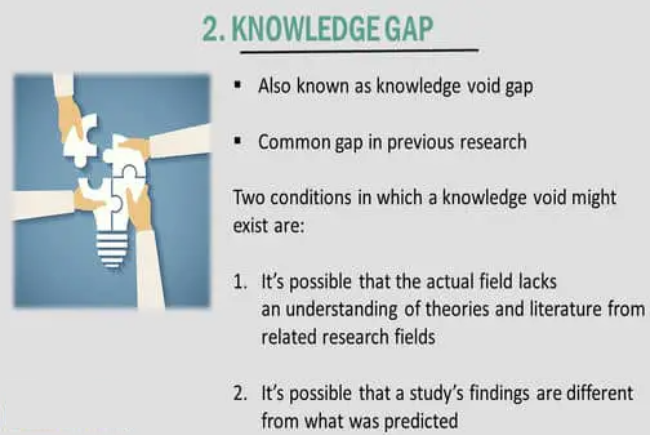 2. KNOWLEDGE GAP
▪ Also known as knowledge void gap
▪ Common gap in previous research
Two conditions in which a knowledge void might
exist are:
1. It's possible that the actual field lacks
an understanding of theories and literature from
related research fields
2. It's possible that a study's findings are different
from what was predicted